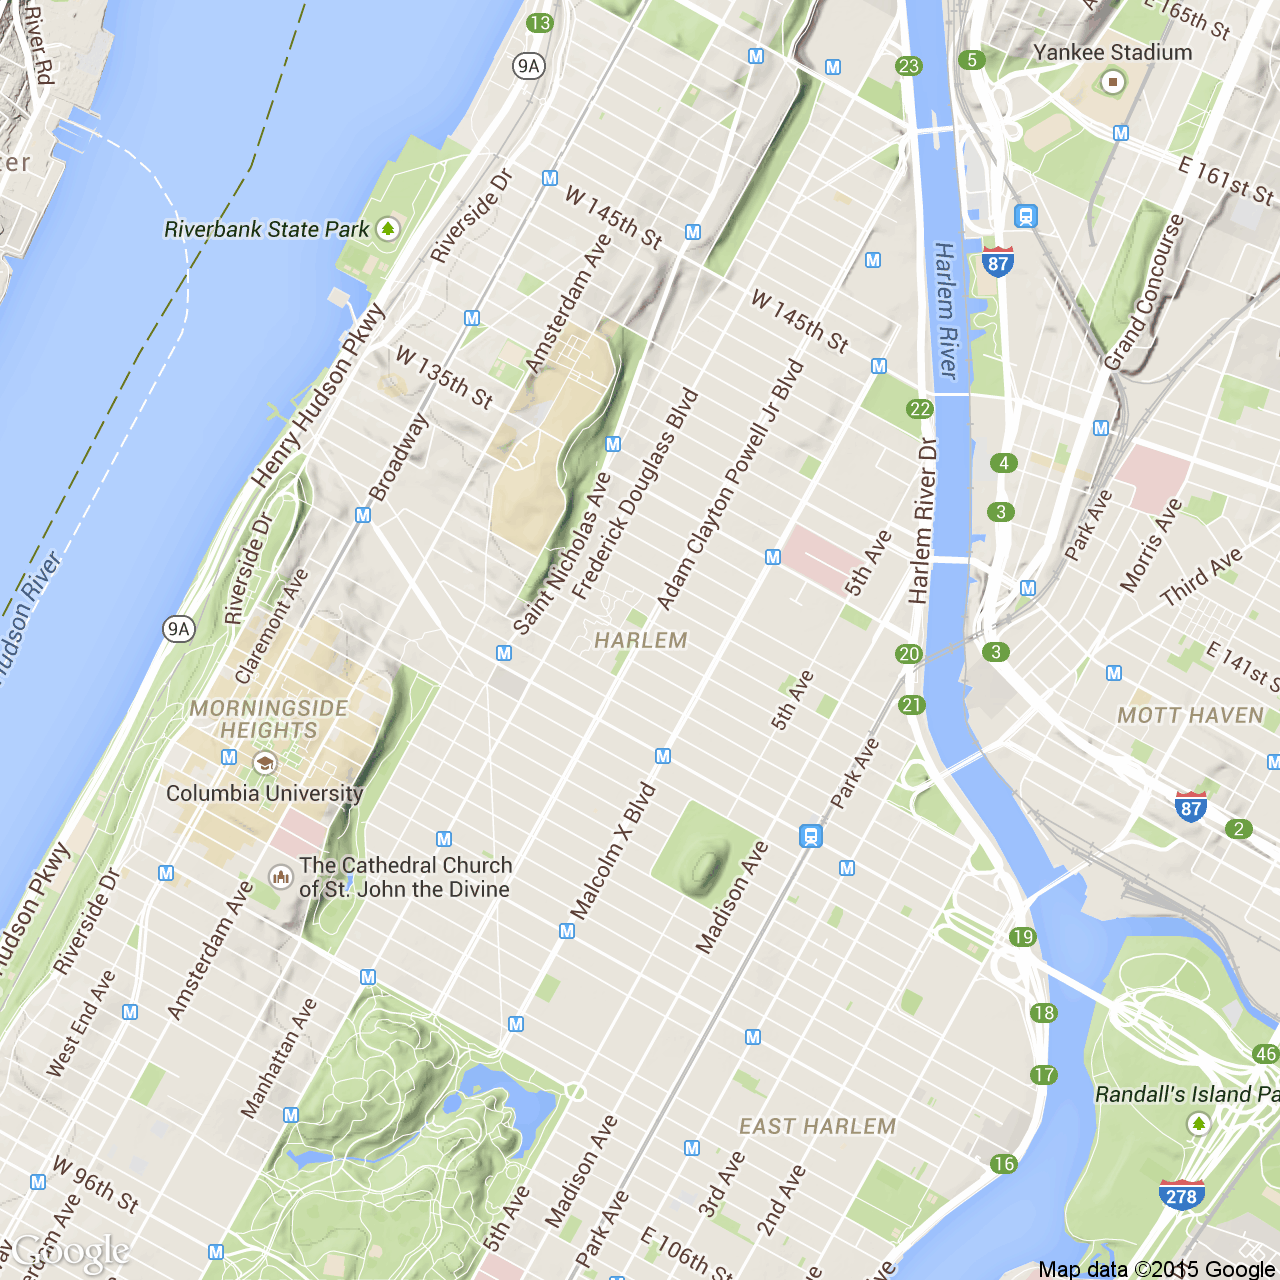 13
9A
River Rd
23
5
E 165th St
Yankee Stadium
E 161st St
Riverbank State Park
Riverside Dr
W 145th St
Amsterdam Ave
Harlem River
87
Grand Concourse
W 145th St
W 135th St
Henry Hudson Pkwy
Broadway
22
Harlem River Dr
4
3
Frederick Douglass Blvd
Adam Clayton Powell Jr Blvd
Saint Nicholas Ave
Park Ave
Morris Ave
Third Ave
5th Ave
Riverside Dr
Claremont Ave
Hudson River
9A
HARLEM
20
3
E 141st S
21
MOTT HAVEN
5th Ave
Park Ave
MORNINGSIDE
HEIGHTS
Columbia University
87
2
Malcolm X Blvd
Madison Ave
The Cathedral Church
of St. John the Divine
Hudson Pkwy
Riverside Dr
Amsterdam Ave
West End Ave
Manhattan Ave
19
18
46
17
Randall's Island Pa
EAST HARLEM
16
278
W 96th St
Madison Ave
5th Ave
Park Ave
3rd Ave
2nd Ave
E 106th St
Google
Map data ©2015 Google